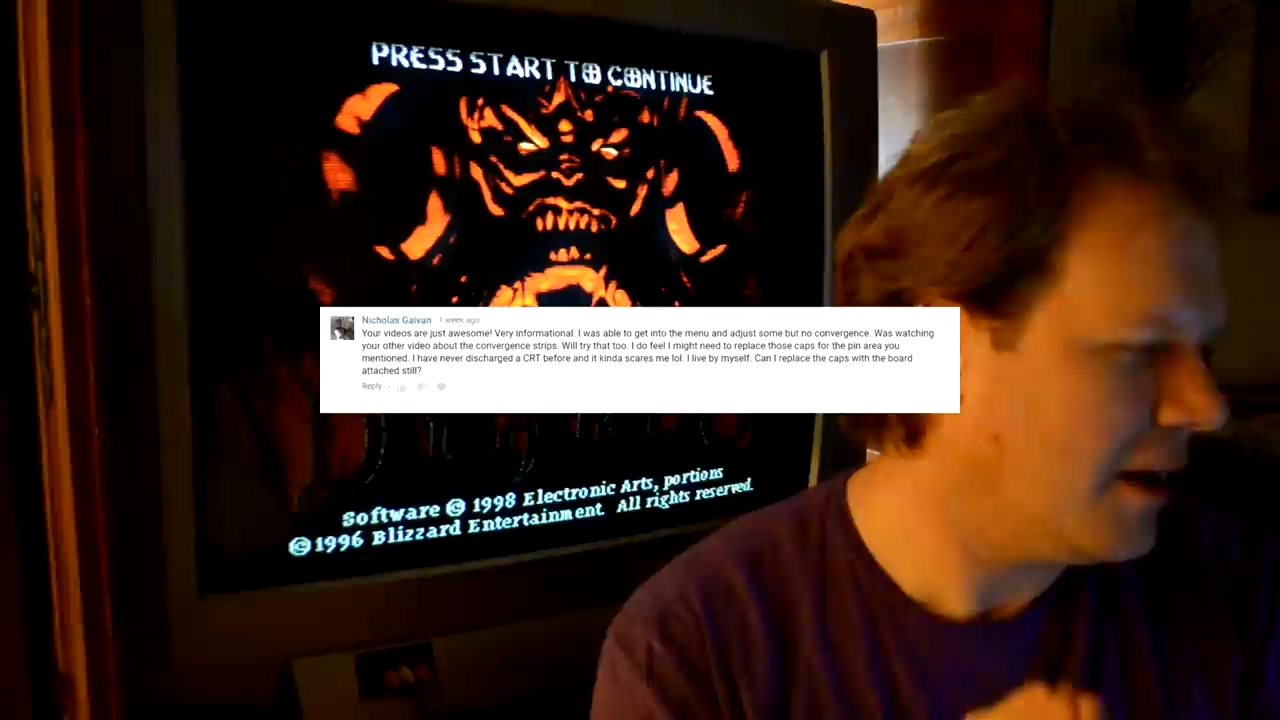 PRESS START TO CONTINUE
Nicholas Galvan 1 week ago
Your videos are just awesome! Very informational. I was able to get into the menu and adjust some but no convergence. Was watching
your other video about the convergence strips. Will try that too. I do feel I might need to replace those caps for the pin area you
mentioned. I have never discharged a CRT before and it kinda scares me lol. I live by myself. Can I replace the caps with the board
attached still?
Reply
Software © 1998 Electronic Arts, portions
© 1996 Blizzard Entertainment. All rights reserved.